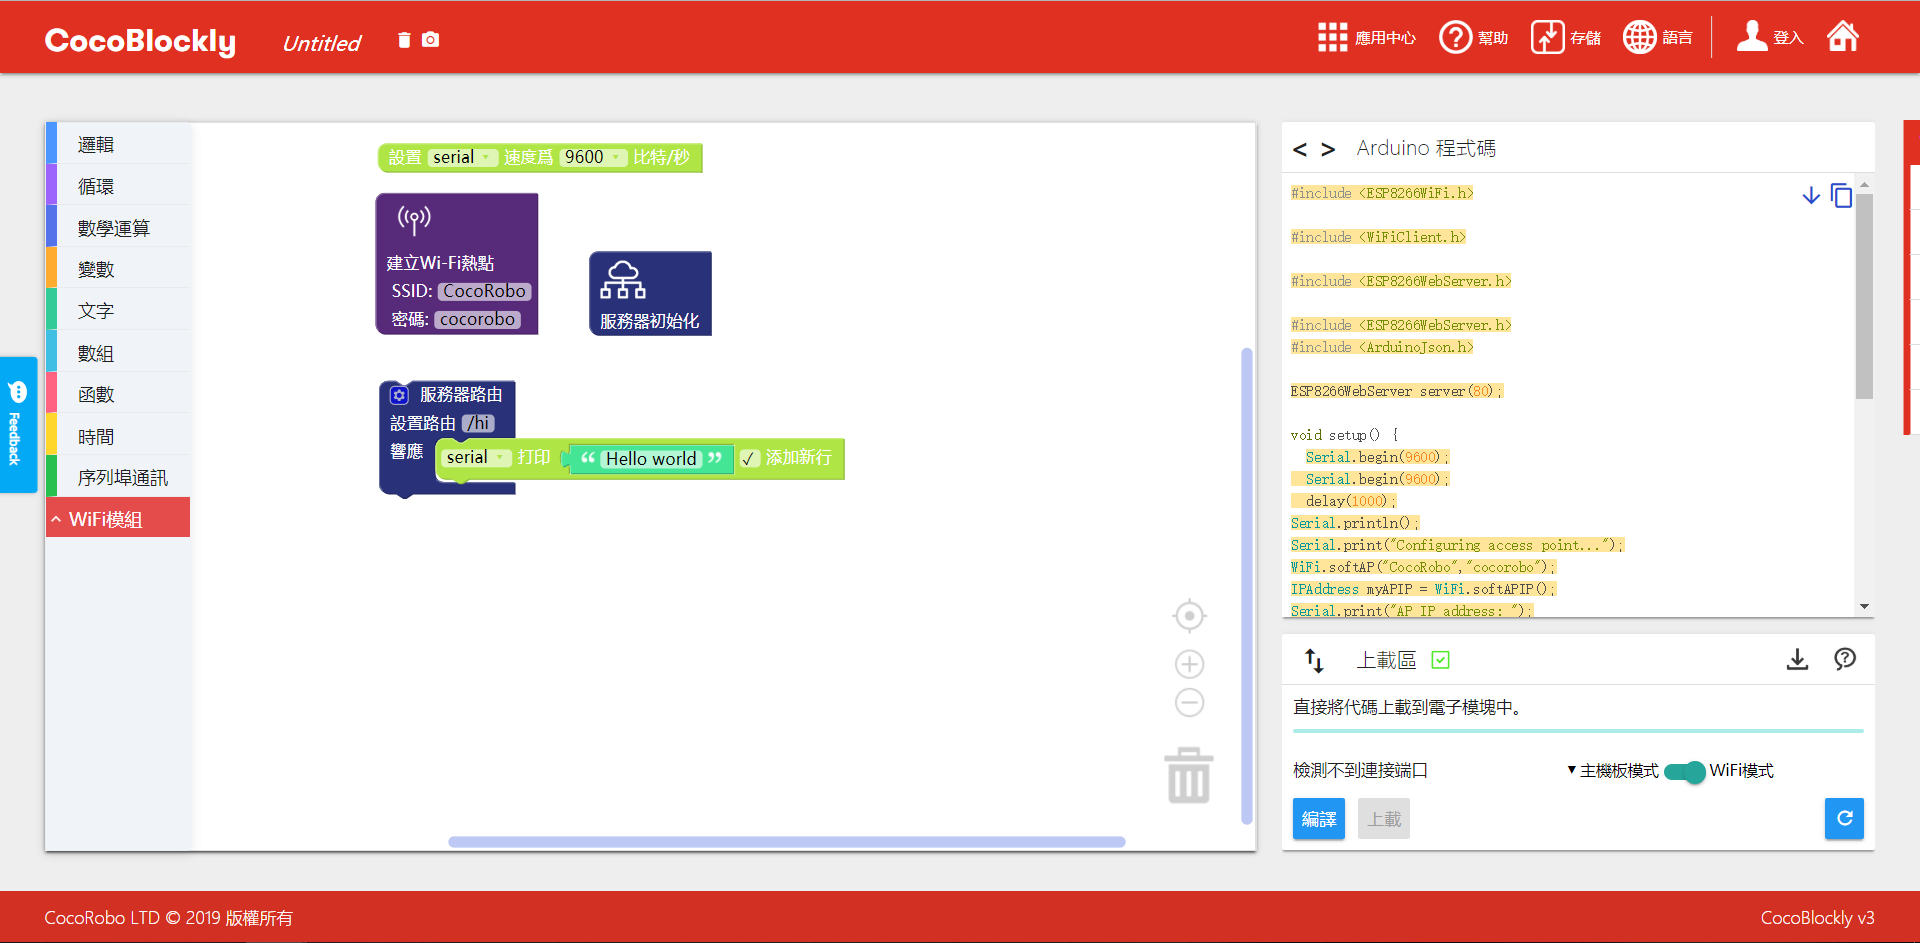 CocoBlockly
Untitled
應用中心
幫助
存儲
語言
登入
Feedback
邏輯
循環
數學運算
變數
文字
數組
函數
時間
序列埠通訊
WiFi模組
設置 serial 速度爲 9600 比特/秒
建立Wi-Fi熱點
SSID: CocoRobo
密碼: cocorobo
服務器初始化
服務器路由
設置路由 /hi
響應 serial 打印 “ Hello world ” ✓ 添加新行
< > Arduino 程式碼
#include <ESP8266WiFi.h>
#include <WiFiClient.h>
#include <ESP8266WebServer.h>
#include <ESP8266WebServer.h>
#include <ArduinoJson.h>
ESP8266WebServer server(80);
void setup() {
Serial.begin(9600);
Serial.begin(9600);
delay(1000);
Serial.println();
Serial.print("Configuring access point...");
WiFi.softAP("CocoRobo","cocorobo");
IPAddress myAPIP = WiFi.softAPIP();
Serial.print("AP IP address: ");
上載區
直接將代碼上載到電子模塊中。
檢測不到連接端口
▼主機板模式
WiFi模式
編譯
上載
CocoRobo LTD © 2019 版權所有
CocoBlockly v3